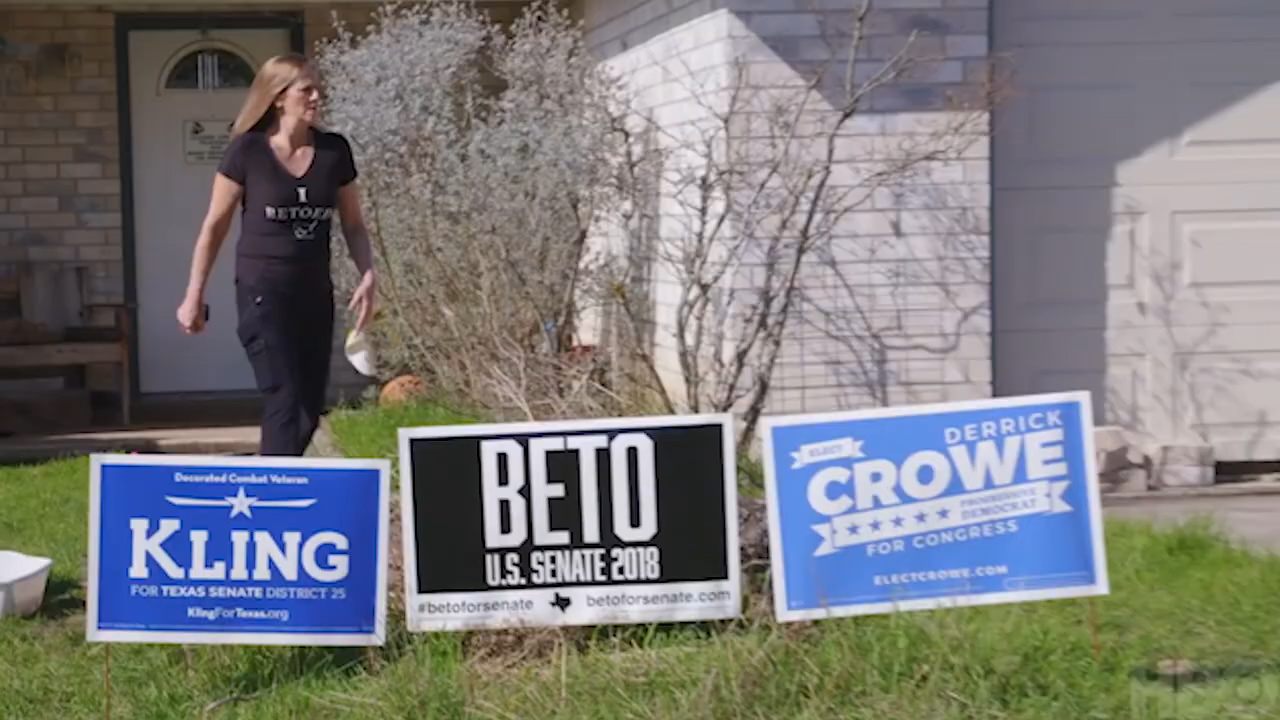 I
BETO
Decorated Combat Veteran
KLING
FOR TEXAS SENATE DISTRICT 25
KlingForTexas.org
BETO
U.S. SENATE 2018
#betoforsenate betoforsenate.com
ELECT
DERRICK
CROWE
PROGRESSIVE
DEMOCRAT
FOR CONGRESS
ELECTCROWE.COM
HBO